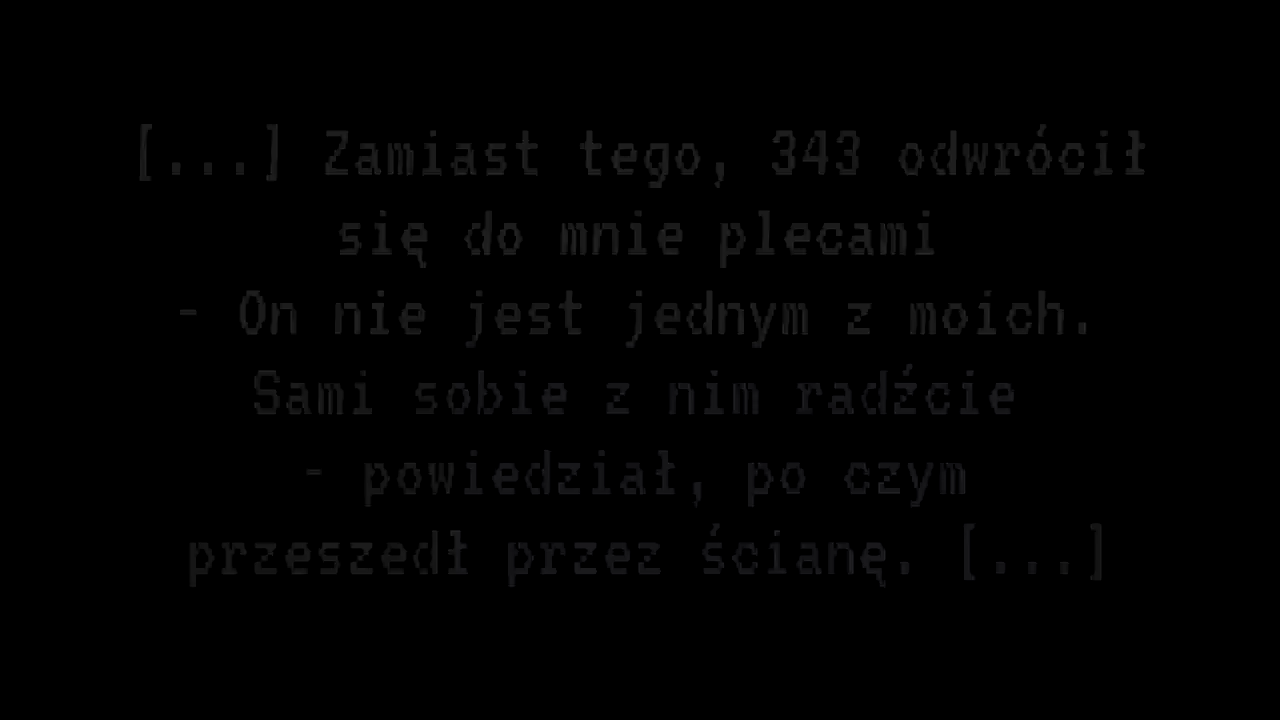 [...] Zamiast tego, 343 odwrócił
się do mnie plecami
- On nie jest jednym z moich.
Sami sobie z nim radźcie
- powiedział, po czym
przeszedł przez ścianę. [...]